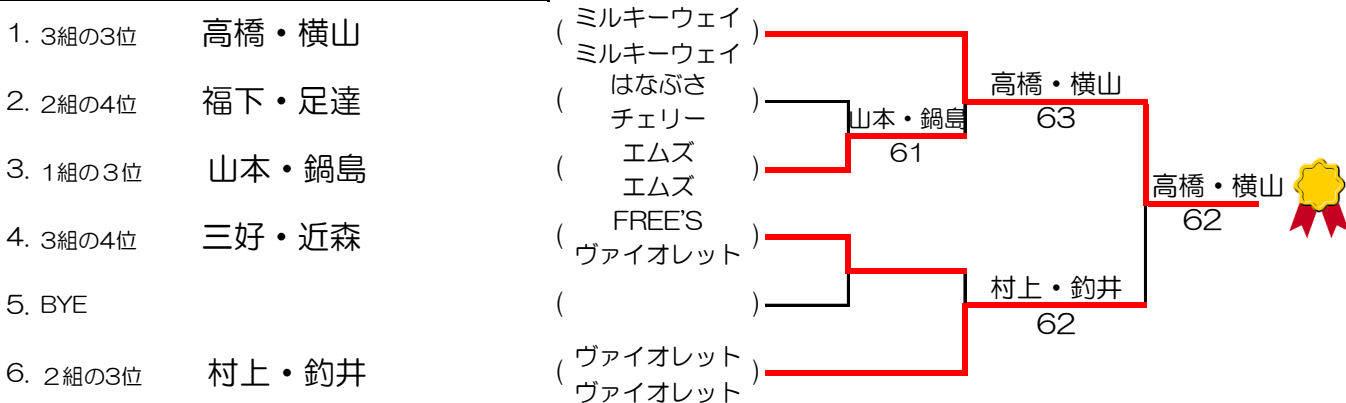 1. 3組の3位 高橋・横山 ( ミルキーウェイ )
ミルキーウェイ
2. 2組の4位 福下・足達 ( はなぶさ )
チェリー
3. 1組の3位 山本・鍋島 ( エムズ )
エムズ
4. 3組の4位 三好・近森 ( FREE'S )
ヴァイオレット
5. BYE ( )
6. 2組の3位 村上・釣井 ( ヴァイオレット )
ヴァイオレット
山本・鍋島
61
高橋・横山
63
村上・釣井
62
高橋・横山
62